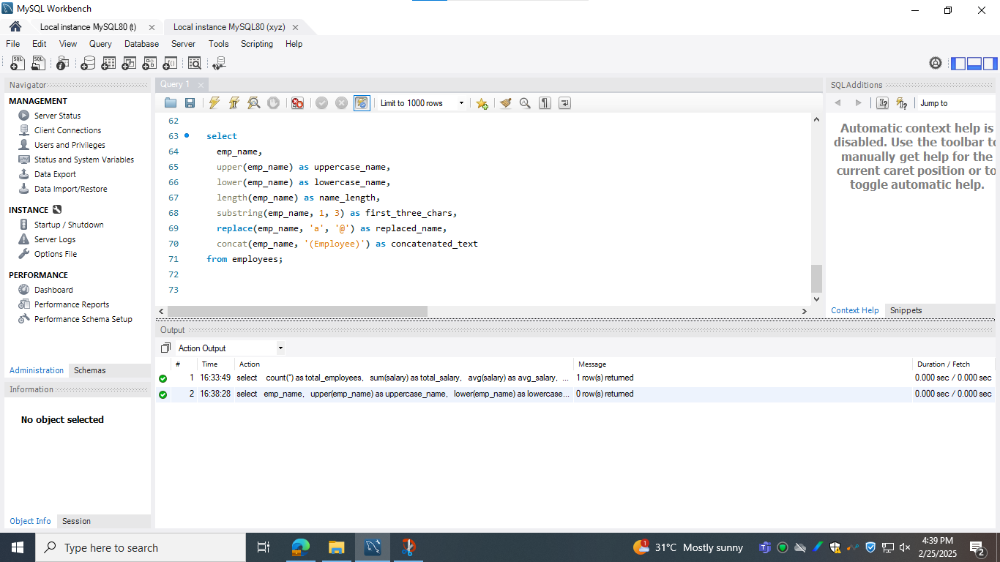 MySQL Workbench
Local instance MySQL80 (t)
Local instance MySQL80 (xyz)
File Edit View Query Database Server Tools Scripting Help
Navigator
MANAGEMENT
Server Status
Client Connections
Users and Privileges
Status and System Variables
Data Export
Data Import/Restore
INSTANCE
Startup / Shutdown
Server Logs
Options File
PERFORMANCE
Dashboard
Performance Reports
Performance Schema Setup
Administration Schemas
Information
No object selected
Object Info Session
Query 1
Limit to 1000 rows
62
63 select
64 emp_name,
65 upper(emp_name) as uppercase_name,
66 lower(emp_name) as lowercase_name,
67 length(emp_name) as name_length,
68 substring(emp_name, 1, 3) as first_three_chars,
69 replace(emp_name, 'a', '@') as replaced_name,
70 concat(emp_name, '(Employee)') as concatenated_text
71 from employees;
72
73
SQLAdditions
Jump to
Automatic context help is
disabled. Use the toolbar to
manually get help for the
current caret position or to
toggle automatic help.
Context Help Snippets
Output
Action Output
# Time Action Message Duration / Fetch
1 16:33:49 select count(*) as total_employees, sum(salary) as total_salary, avg(salary) as avg_salary, ... 1 row(s) returned 0.000 sec / 0.000 sec
2 16:38:28 select emp_name, upper(emp_name) as uppercase_name, lower(emp_name) as lowercase... 0 row(s) returned 0.000 sec / 0.000 sec
Type here to search
1
31°C Mostly sunny
4:39 PM
2/25/2025
2